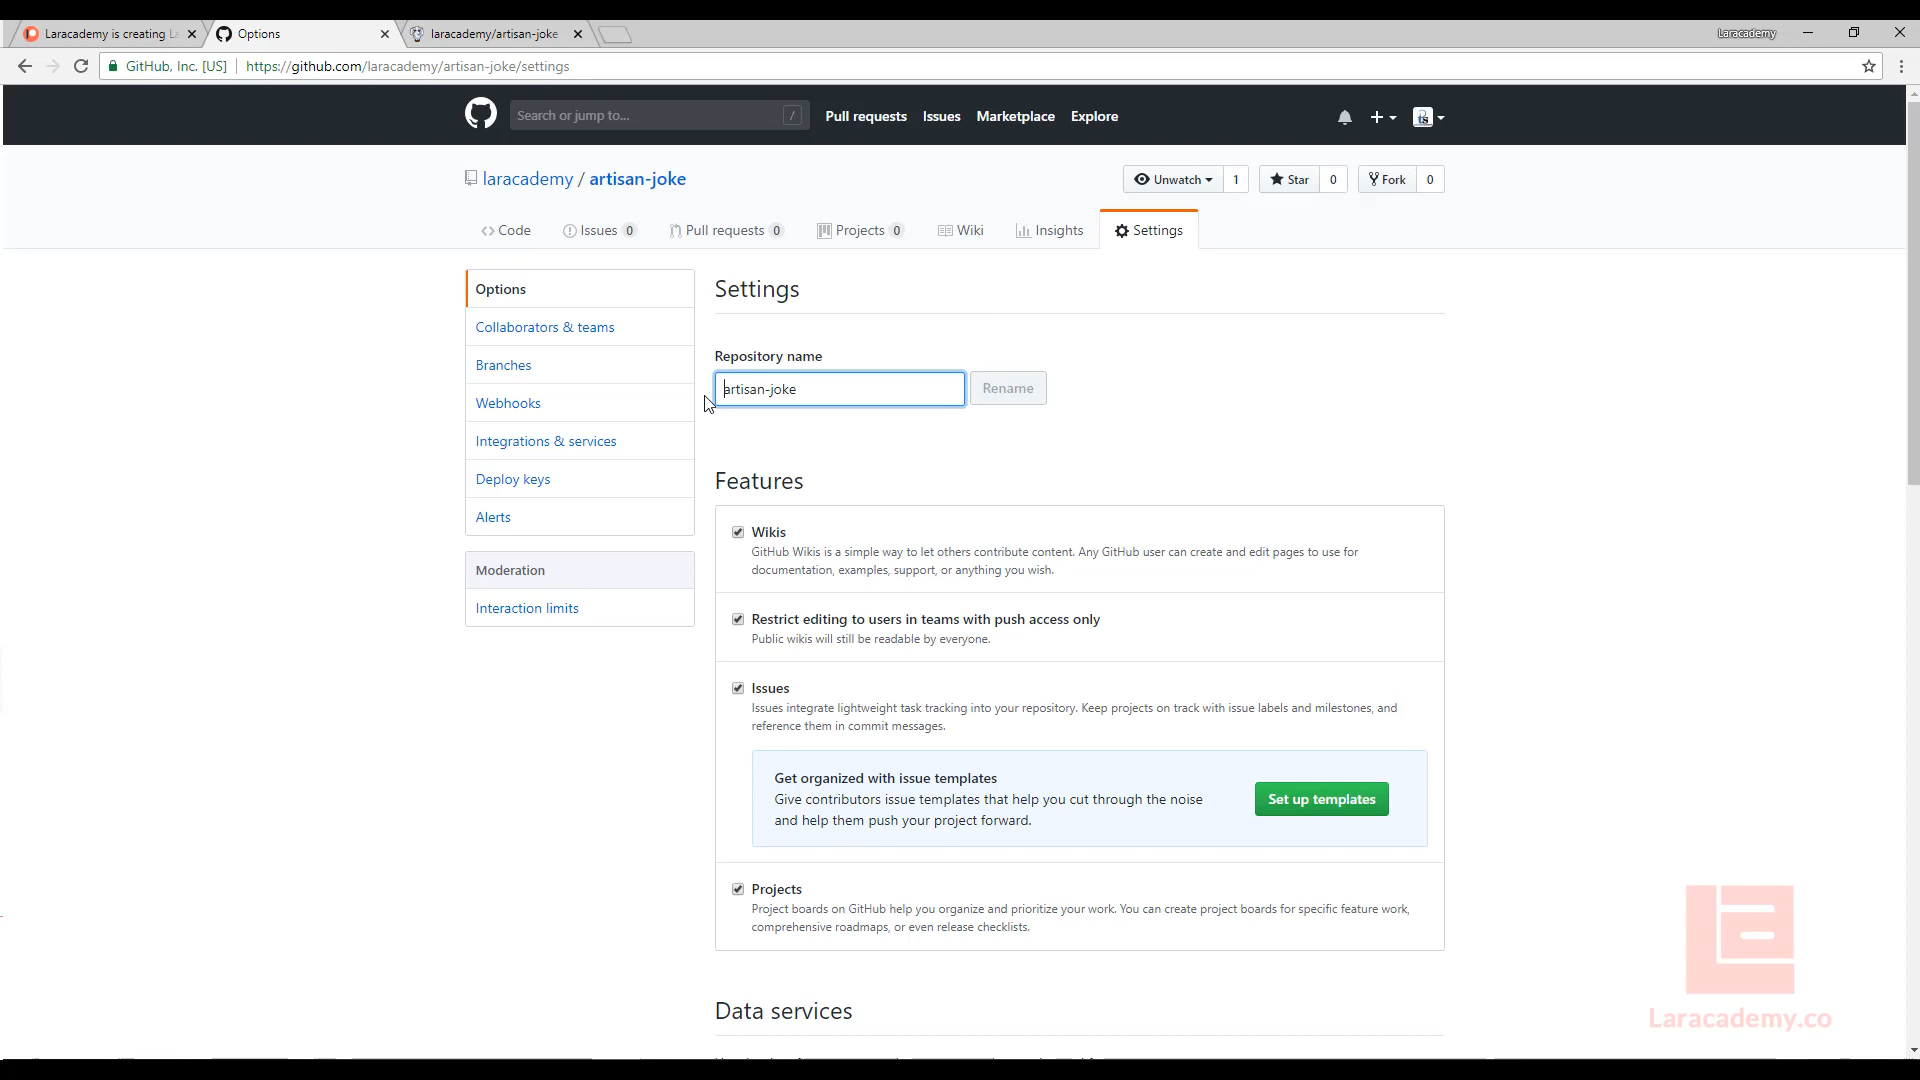 Laracademy is creating L
Options
laracademy/artisan-joke
Laracademy
GitHub, Inc. [US]
https://github.com/laracademy/artisan-joke/settings
Search or jump to...
/
Pull requests
Issues
Marketplace
Explore
laracademy / artisan-joke
Unwatch
1
Star
0
Fork
0
Code
Issues 0
Pull requests 0
Projects 0
Wiki
Insights
Settings
Options
Collaborators & teams
Branches
Webhooks
Integrations & services
Deploy keys
Alerts
Moderation
Interaction limits
Settings
Repository name
artisan-joke
Rename
Features
Wikis
GitHub Wikis is a simple way to let others contribute content. Any GitHub user can create and edit pages to use for
documentation, examples, support, or anything you wish.
Restrict editing to users in teams with push access only
Public wikis will still be readable by everyone.
Issues
Issues integrate lightweight task tracking into your repository. Keep projects on track with issue labels and milestones, and
reference them in commit messages.
Get organized with issue templates
Give contributors issue templates that help you cut through the noise
and help them push your project forward.
Set up templates
Projects
Project boards on GitHub help you organize and prioritize your work. You can create project boards for specific feature work,
comprehensive roadmaps, or even release checklists.
Data services
Laracademy.co